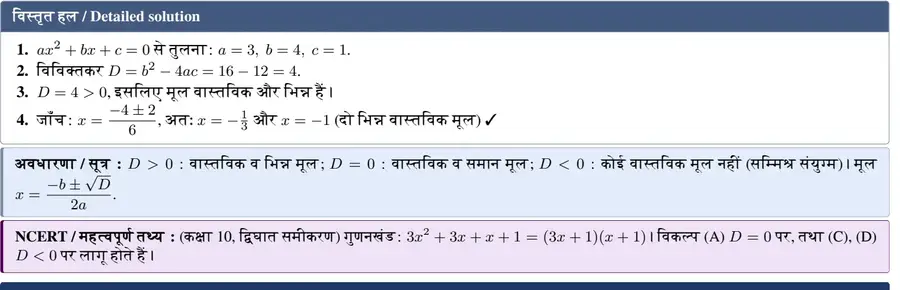 विस्तृत हल / Detailed solution
1. ax² + bx + c = 0 से तुलना : a = 3, b = 4, c = 1.
2. विविक्तकर D = b² − 4ac = 16 − 12 = 4.
3. D = 4 > 0, इसलिए मूल वास्तविक और भिन्न हैं।
4. जाँच : x = (−4 ± 2)/6, अतः x = −1/3 और x = −1 (दो भिन्न वास्तविक मूल) ✓
अवधारणा / सूत्र : D > 0 : वास्तविक व भिन्न मूल ; D = 0 : वास्तविक व समान मूल ; D < 0 : कोई वास्तविक मूल नहीं (सम्मिश्र संयुग्म)। मूल
x = (−b ± √D)/2a.
NCERT / महत्वपूर्ण तथ्य : (कक्षा 10, द्विघात समीकरण) गुणनखंड : 3x² + 3x + x + 1 = (3x + 1)(x + 1)। विकल्प (A) D = 0 पर, तथा (C), (D)
D < 0 पर लागू होते हैं।